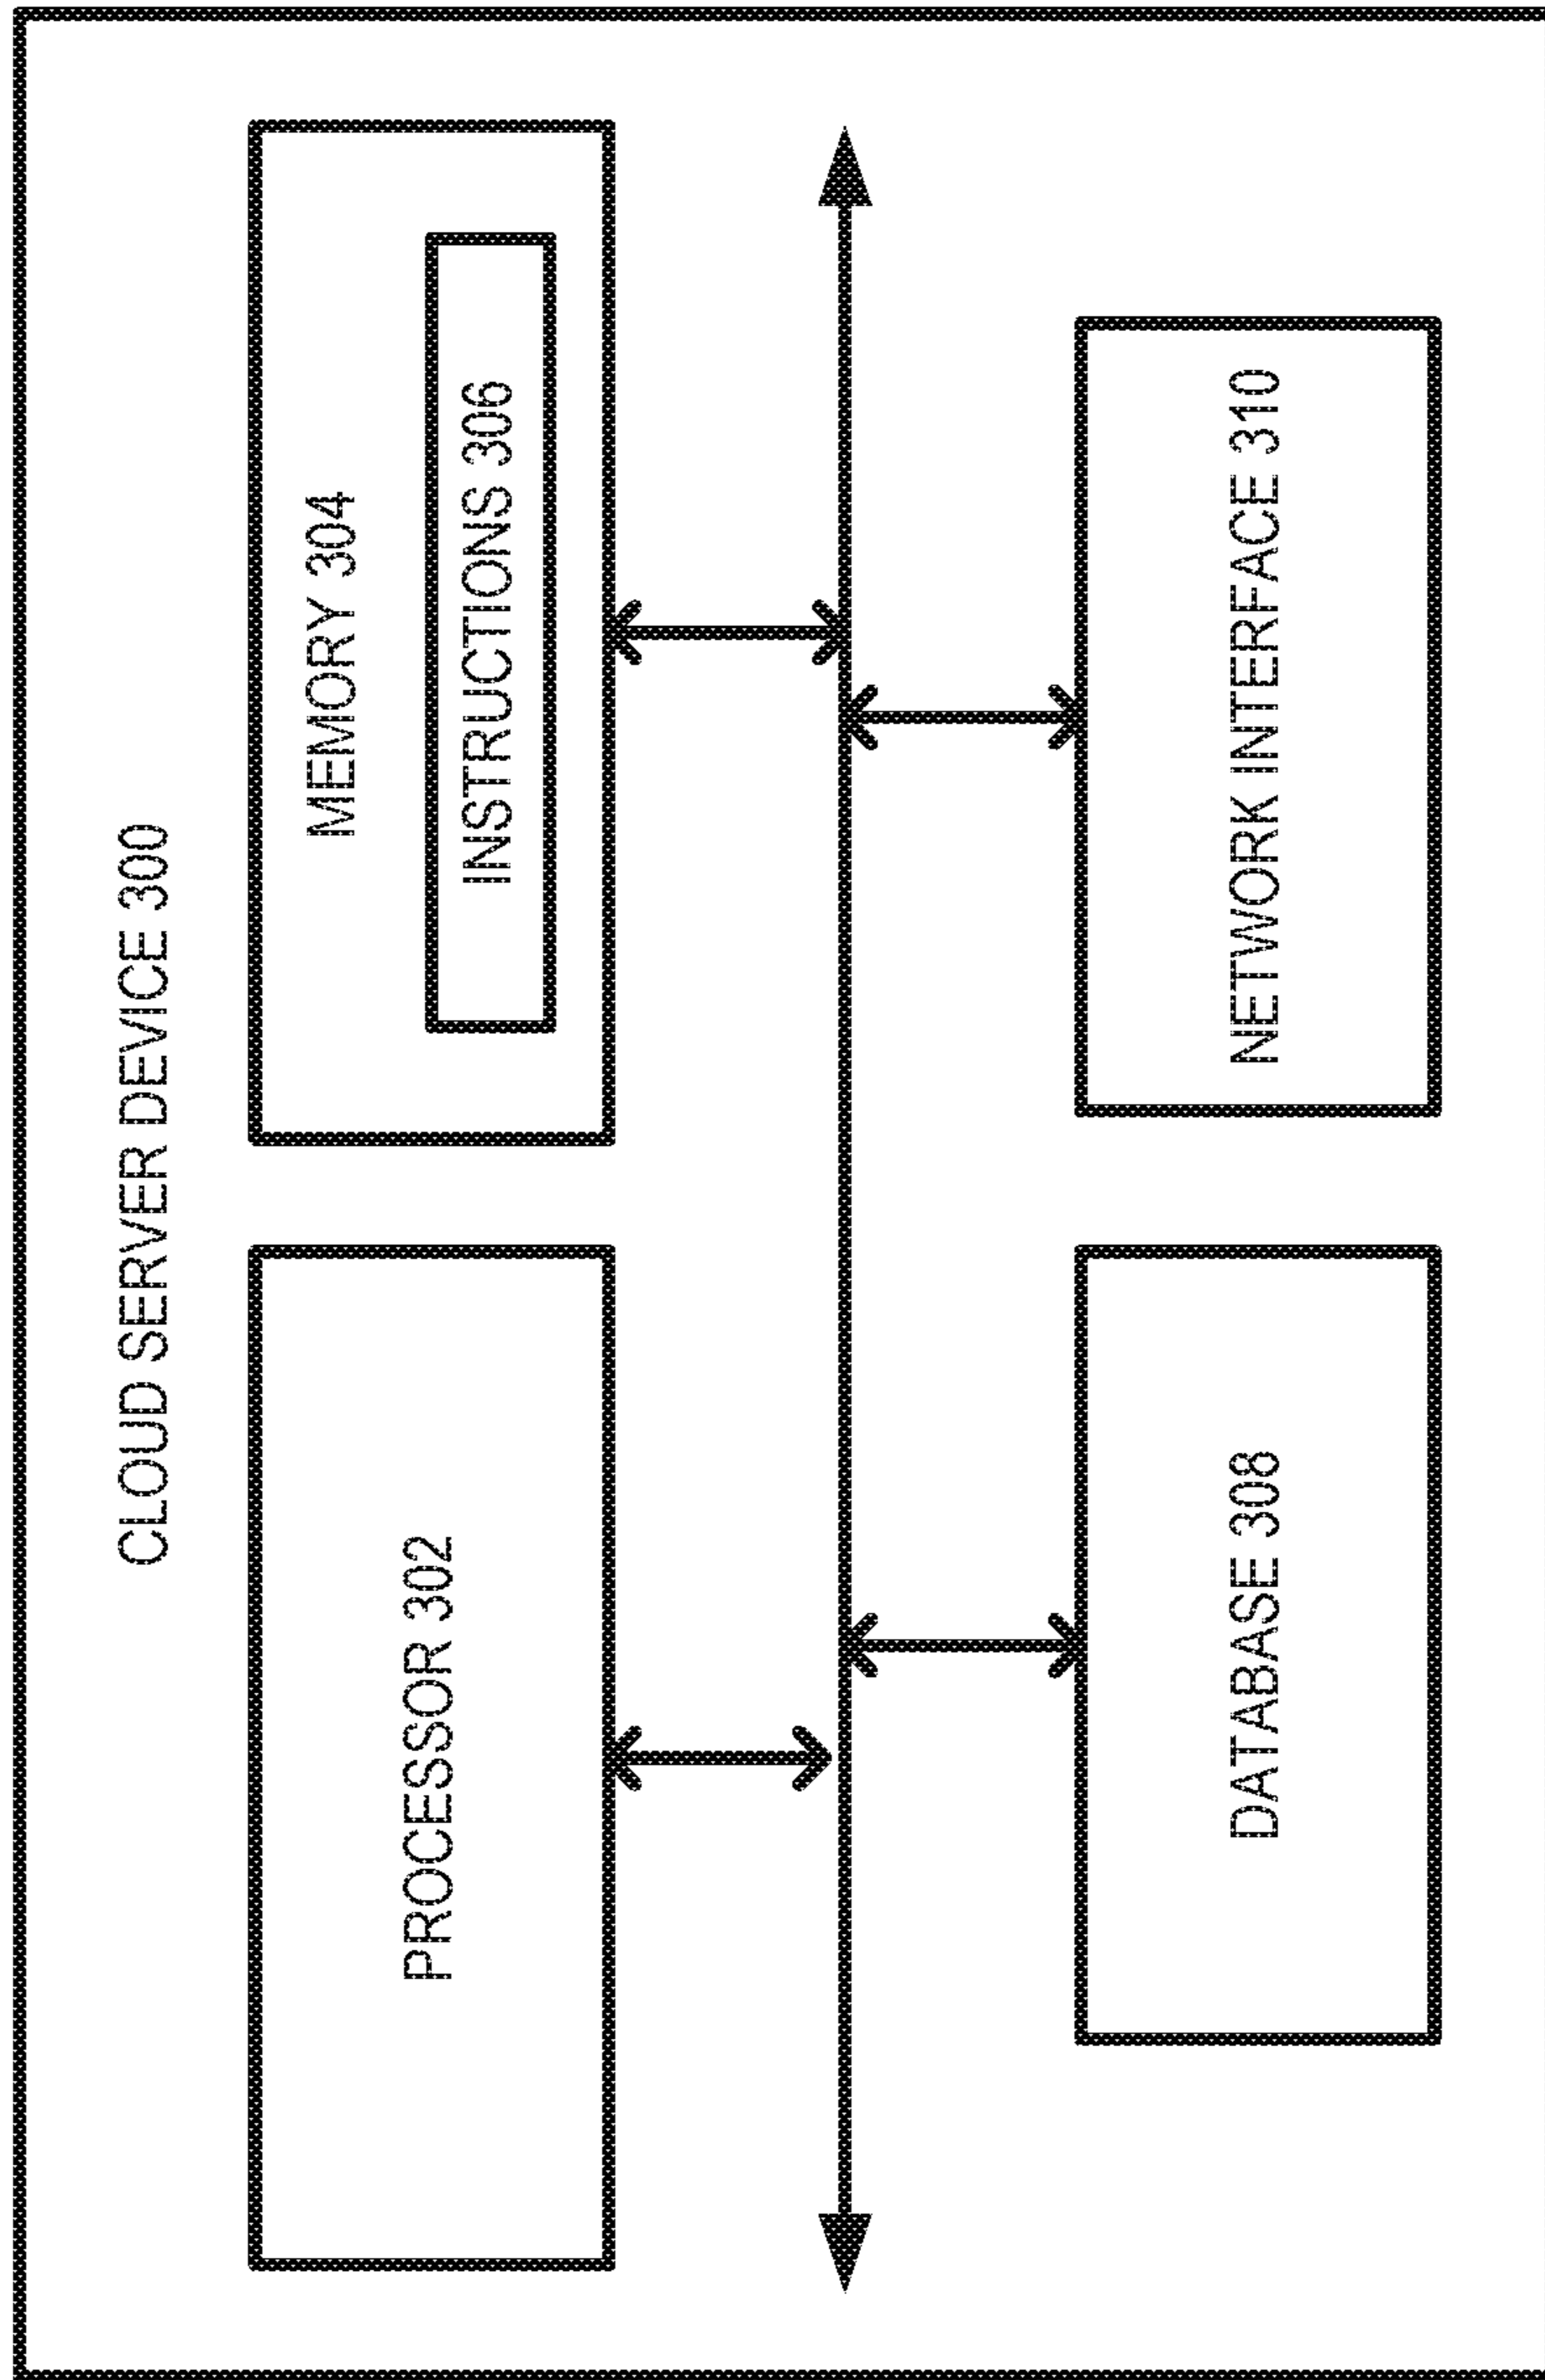 CLOUD SERVER DEVICE 300
PROCESSOR 302
MEMORY 304
INSTRUCTIONS 306
DATABASE 308
NETWORK INTERFACE 310